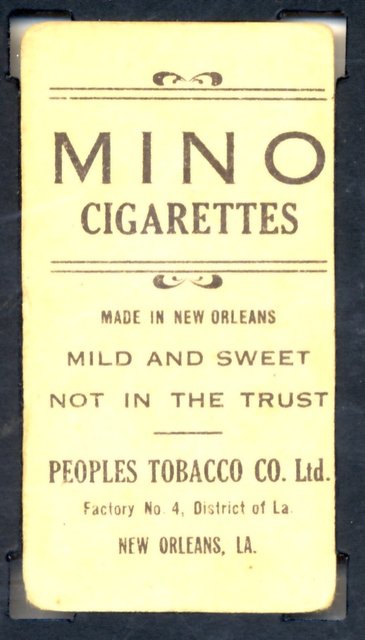 MINO
CIGARETTES
MADE IN NEW ORLEANS
MILD AND SWEET
NOT IN THE TRUST
PEOPLES TOBACCO CO. Ltd.
Factory No. 4, District of La.
NEW ORLEANS, LA.